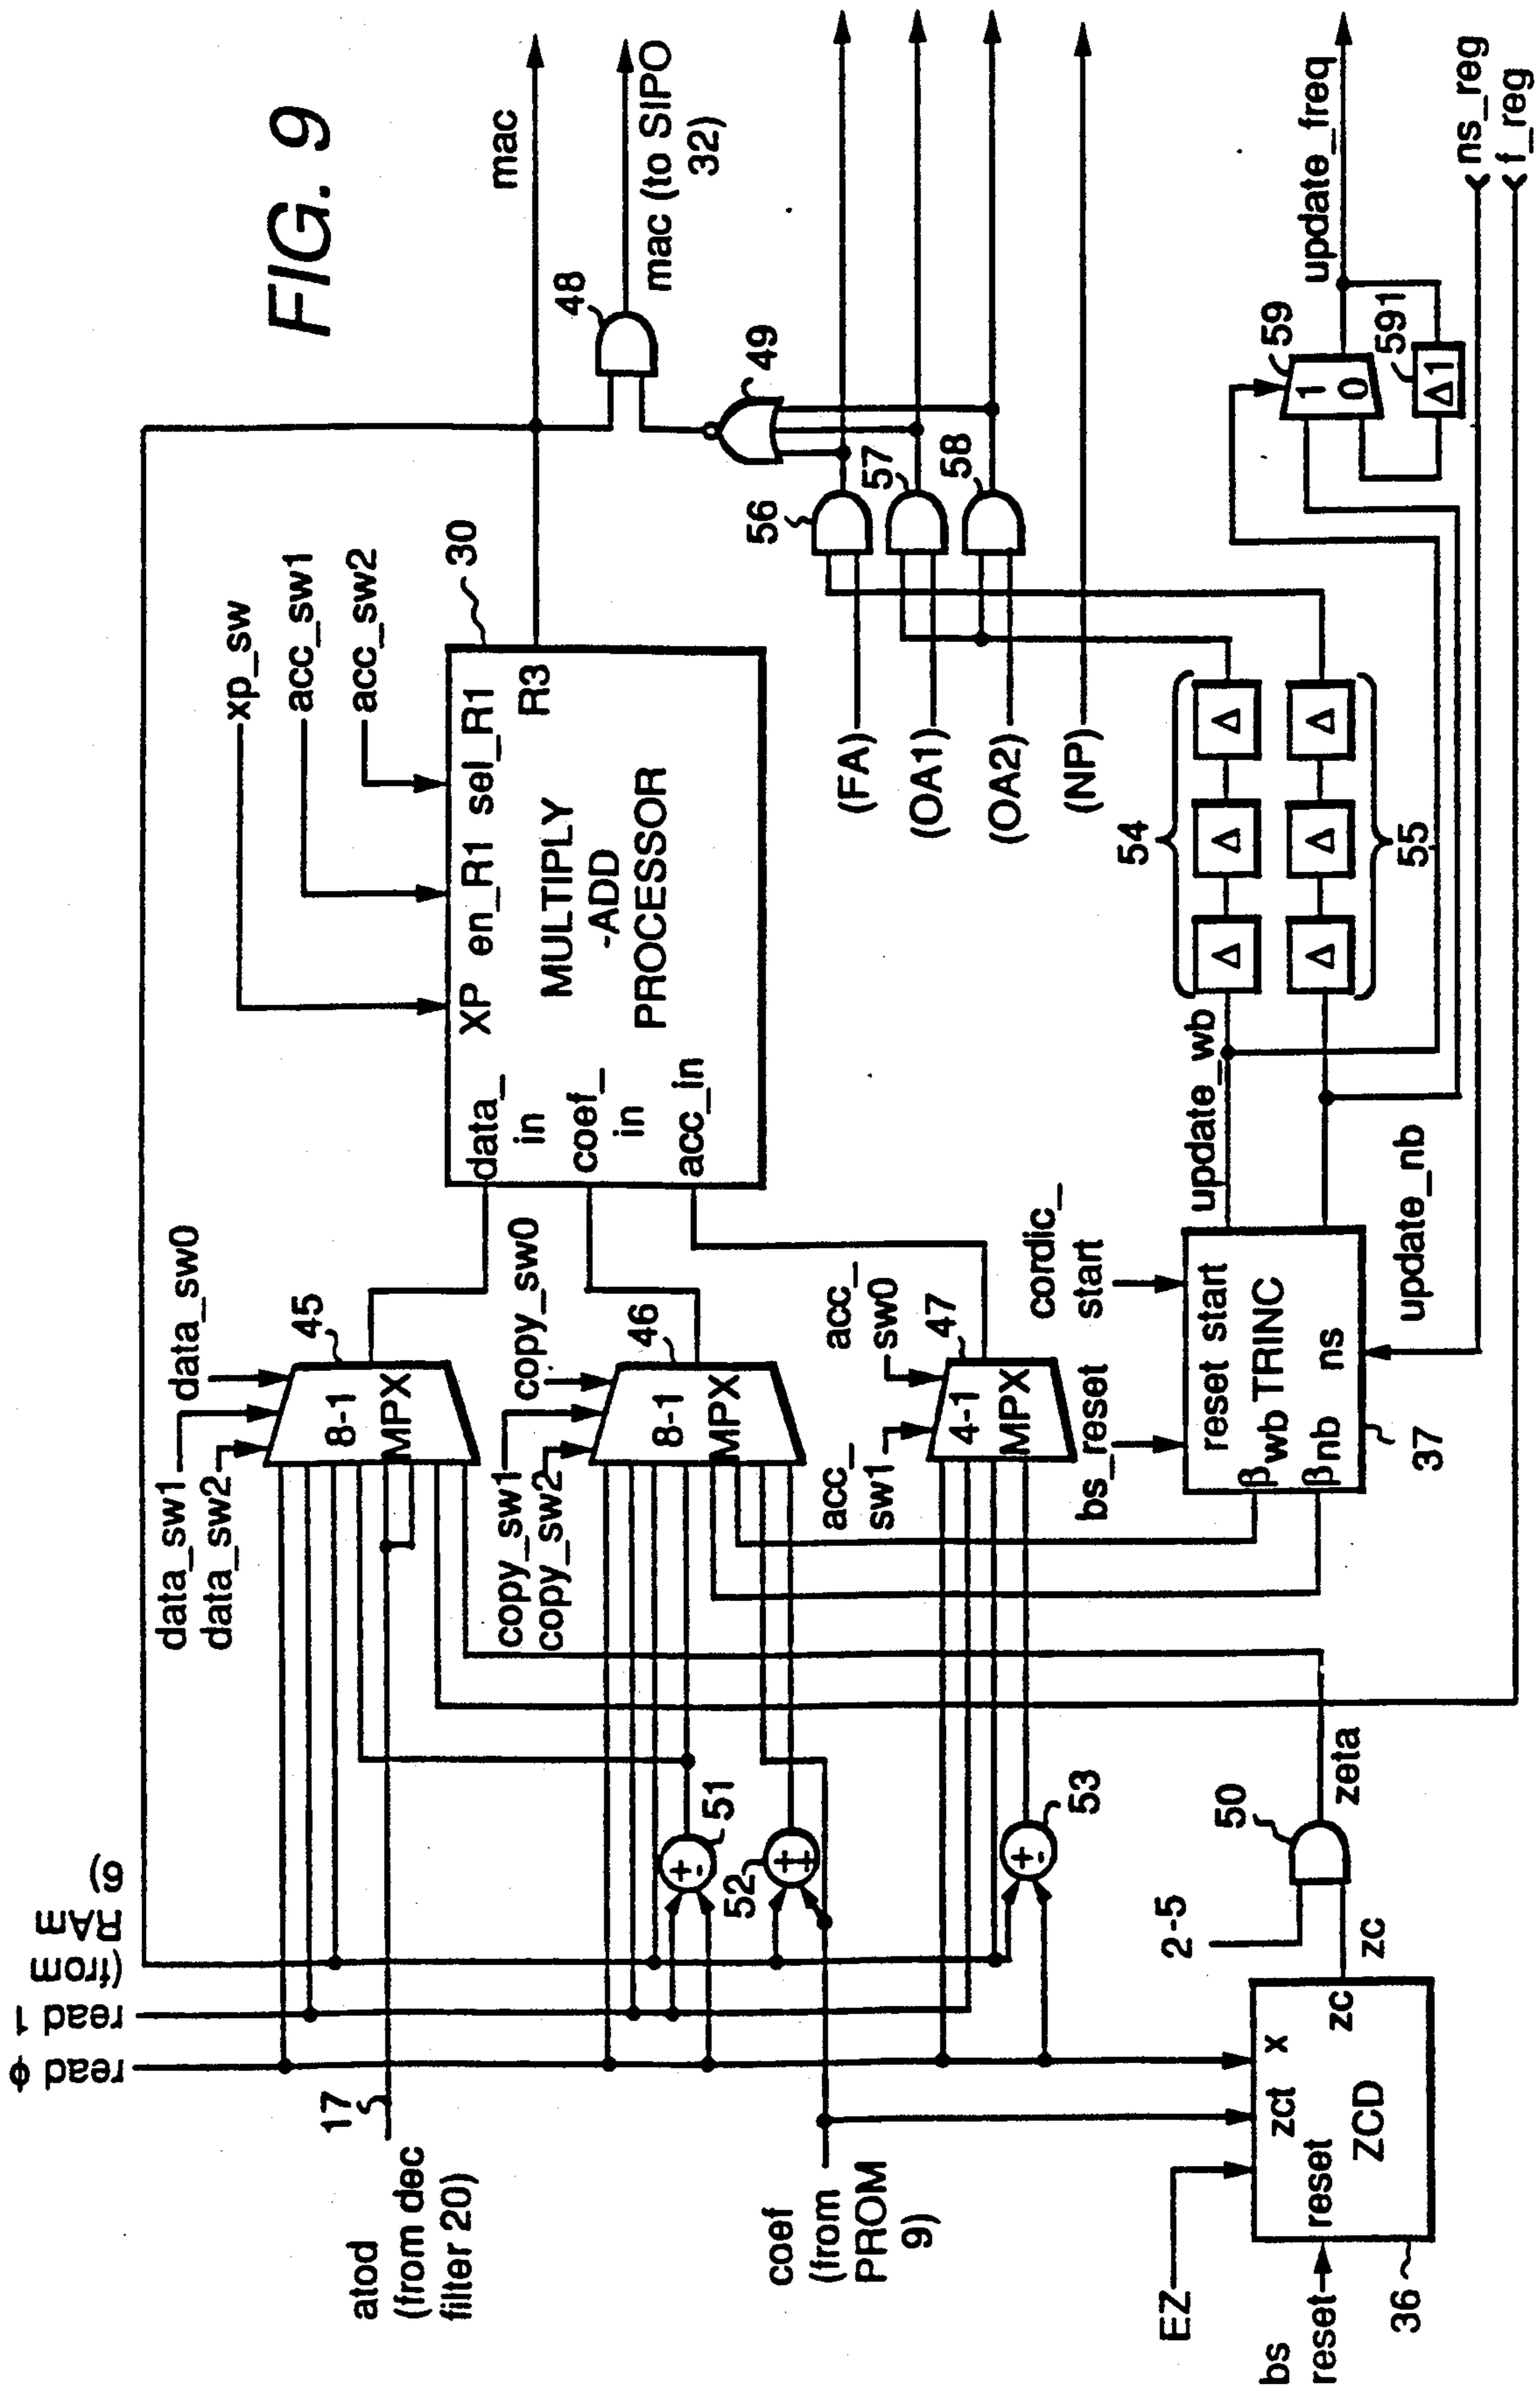 FIG. 9
mac
mac (to SIPO
32)
48
49
xp_sw
acc_sw1
acc_sw2
30
XP en_R1 sel_R1
R3
MULTIPLY
-ADD
PROCESSOR
data_
in
coef_
in
acc_in
data_sw0
data_sw1
data_sw2
45
8-1
MPX
copy_sw0
copy_sw1
copy_sw2
46
8-1
MPX
acc_
sw0
acc_
sw1
47
4-1
MPX
read φ
read 1
(from
RAM
6)
17
atod
(from dec
filter 20)
coef
(from
PROM
9)
51
+
-
52
+
+
53
+
-
56
57
58
(FA)
(OA1)
(OA2)
(NP)
54
Δ
Δ
Δ
Δ
Δ
Δ
55
cordic_
start
bs_reset
reset start
βwb TRINC
βnb ns
37
update_wb
update_nb
59
1
0
591
Δ1
update_freq
ns_reg
f_reg
2-5
50
zeta
zc
EZ
bs
reset
zct
x
reset
zc
ZCD
36